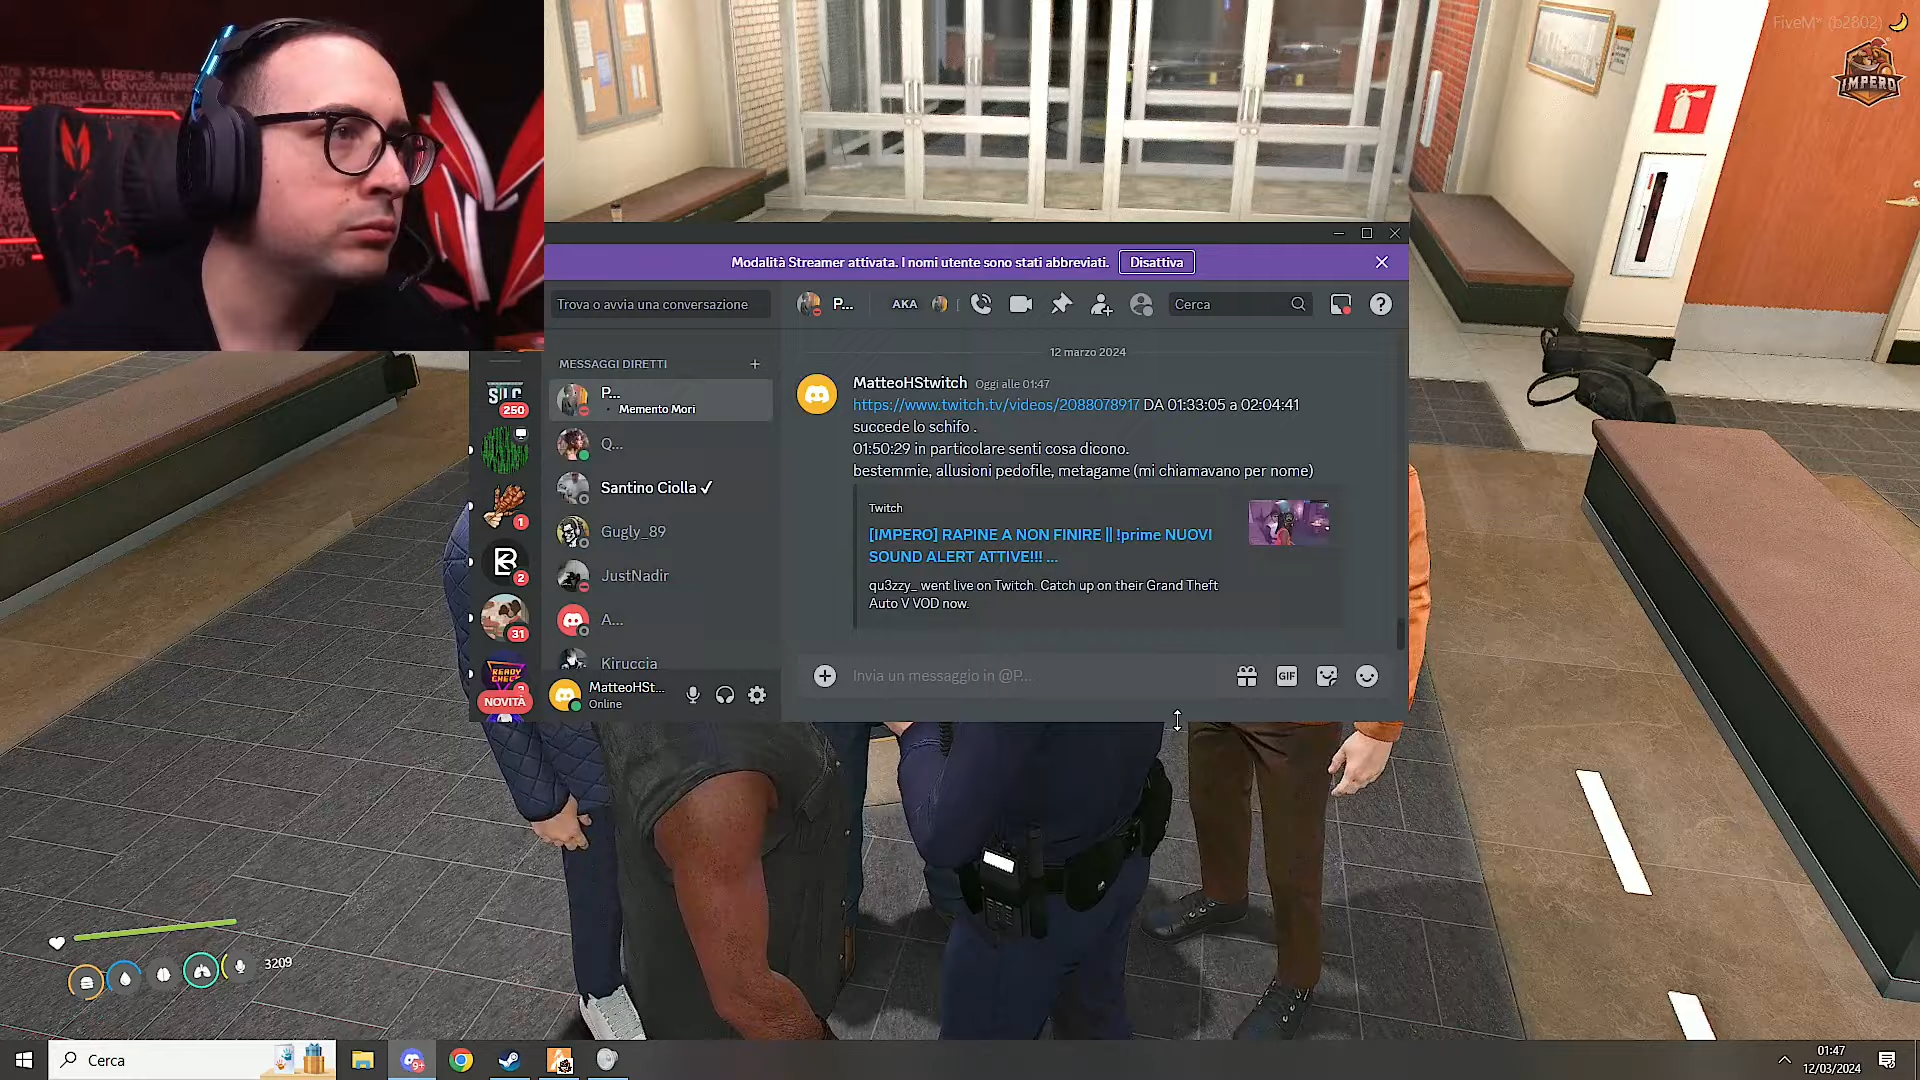 FiveM® (b2802)
IMPERO
Modalità Streamer attivata. I nomi utente sono stati abbreviati.
Disattiva
Trova o avvia una conversazione
P...
AKA
Cerca
MESSAGGI DIRETTI
12 marzo 2024
P...
Memento Mori
MatteoHStwitch Oggi alle 01:47
https://www.twitch.tv/videos/2088078917 DA 01:33:05 a 02:04:41
succede lo schifo .
01:50:29 in particolare senti cosa dicono.
bestemmie, allusioni pedofile, metagame (mi chiamavano per nome)
250
Q...
Santino Ciolla ✓
Twitch
[IMPERO] RAPINE A NON FINIRE || !prime NUOVI
SOUND ALERT ATTIVE!!! ...
1
Gugly_89
qu3zzy_ went live on Twitch. Catch up on their Grand Theft
Auto V VOD now.
2
JustNadir
31
A...
Kiruccia
READY
CHECK
NOVITÀ
MatteoHSt...
Online
Invia un messaggio in @P...
GIF
3209
Cerca
9+
01:47
12/03/2024